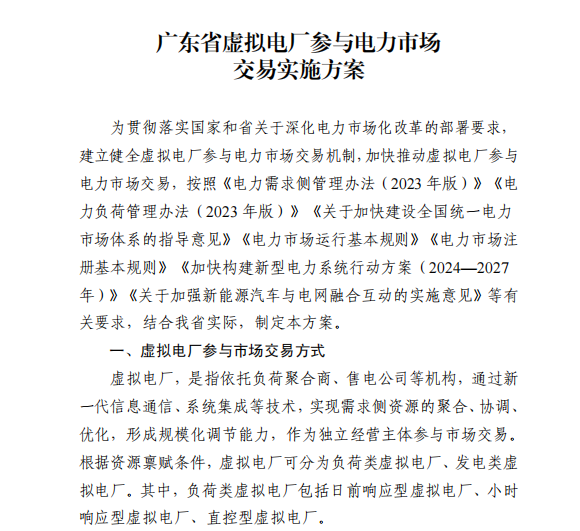 广东省虚拟电厂参与电力市场
交易实施方案
为贯彻落实国家和省关于深化电力市场化改革的部署要求，
建立健全虚拟电厂参与电力市场交易机制，加快推动虚拟电厂参与
电力市场交易，按照《电力需求侧管理办法（2023 年版）》《电
力负荷管理办法（2023 年版）》《关于加快建设全国统一电力
市场体系的指导意见》《电力市场运行基本规则》《电力市场注
册基本规则》《加快构建新型电力系统行动方案（2024—2027
年）》《关于加强新能源汽车与电网融合互动的实施意见》等有
关要求，结合我省实际，制定本方案。
一、虚拟电厂参与市场交易方式
虚拟电厂，是指依托负荷聚合商、售电公司等机构，通过新
一代信息通信、系统集成等技术，实现需求侧资源的聚合、协调、
优化，形成规模化调节能力，作为独立经营主体参与市场交易。
根据资源禀赋条件，虚拟电厂可分为负荷类虚拟电厂、发电类虚
拟电厂。其中，负荷类虚拟电厂包括日前响应型虚拟电厂、小时
响应型虚拟电厂、直控型虚拟电厂。